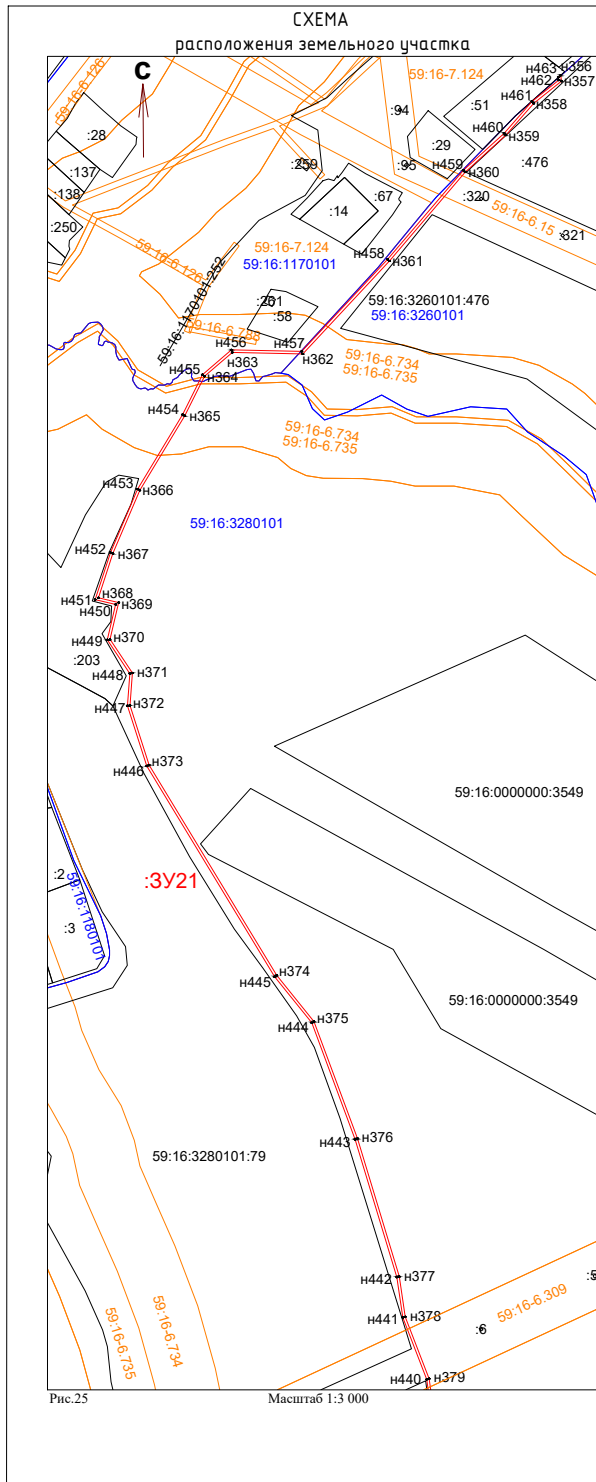 СХЕМА
расположения земельного участка
С
59:16-6.126
:28
:137
:138
:250
59:16-6.126
:259
:94
59:16-7.124
:51
н463
н356
н462
н357
н461
н358
н460
н359
:29
:95
н459
н360
:476
:67
:14
:320
59:16-6.15
:321
59:16-7.124
59:16:1170101
59:16:1170101:252
н458
н361
59:16:3260101:476
59:16:3260101
:58
59:16-6.786
н456
н457
н363
н362
59:16-6.734
59:16-6.735
н455
н364
н454
н365
59:16-6.734
59:16-6.735
н453
н366
59:16:3280101
н452
н367
н451
н368
н450
н369
н449
н370
:203
н448
н371
н447
н372
н446
н373
59:16:0000000:3549
:2
:3
59:16:1180101
:ЗУ21
н445
н374
н444
н375
59:16:0000000:3549
н443
н376
59:16:3280101:79
н442
н377
н441
н378
:6
59:16-6.309
59:16-6.735
59:16-6.734
н440
н379
Рис.25
Масштаб 1:3 000